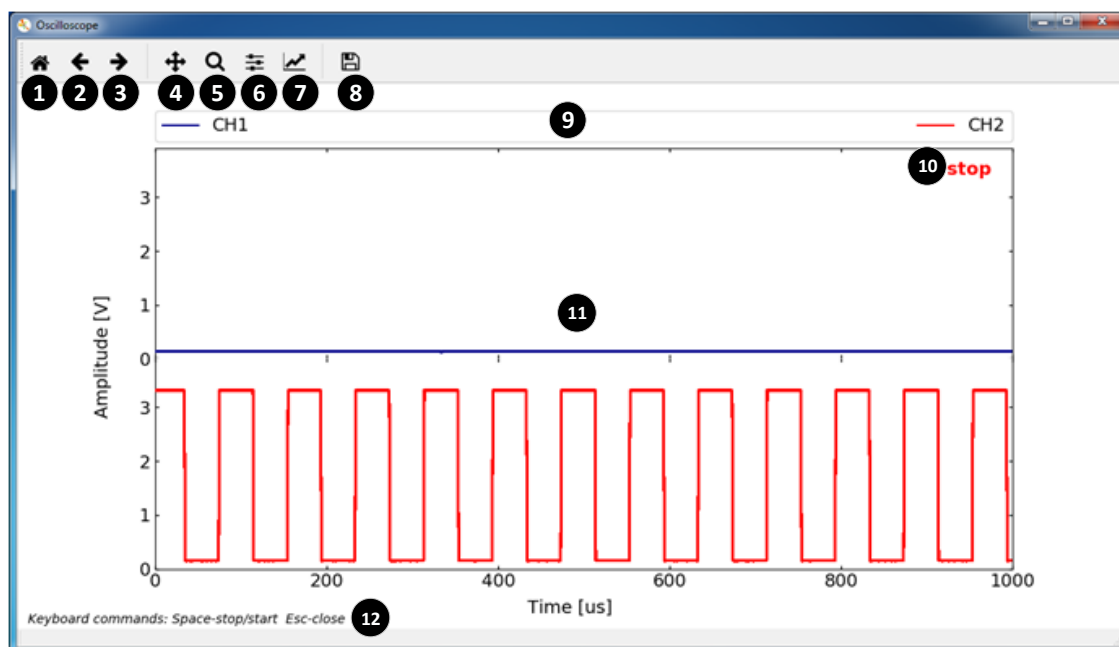 Oscilloscope
1 2 3 4 5 6 7 8
CH1 9 CH2
10 stop
3
2
1
0
11
Amplitude [V]
3
2
1
0
0 200 400 600 800 1000
Time [us]
Keyboard commands: Space-stop/start Esc-close 12